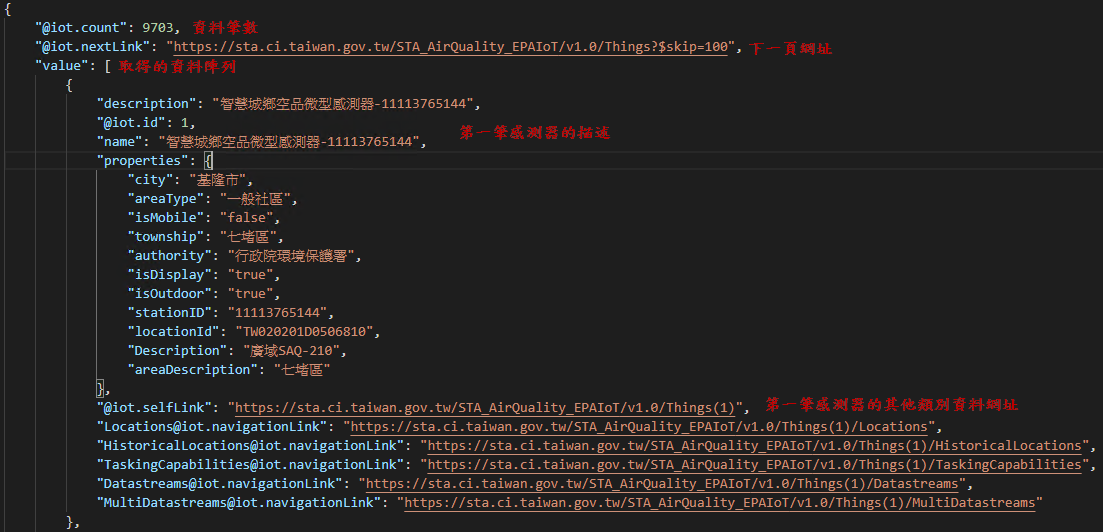 {
"@iot.count": 9703, 資料筆數
"@iot.nextLink": "https://sta.ci.taiwan.gov.tw/STA_AirQuality_EPAIoT/v1.0/Things?$skip=100", 下一頁網址
"value": [ 取得的資料陣列
{
"description": "智慧城鄉空品微型感測器-11113765144",
"@iot.id": 1,
"name": "智慧城鄉空品微型感測器-11113765144", 第一筆感測器的描述
"properties": {
"city": "基隆市",
"areaType": "一般社區",
"isMobile": "false",
"township": "七堵區",
"authority": "行政院環境保護署",
"isDisplay": "true",
"isOutdoor": "true",
"stationID": "11113765144",
"locationId": "TW020201D0506810",
"Description": "廣域SAQ-210",
"areaDescription": "七堵區"
},
"@iot.selfLink": "https://sta.ci.taiwan.gov.tw/STA_AirQuality_EPAIoT/v1.0/Things(1)", 第一筆感測器的其他類別資料網址
"Locations@iot.navigationLink": "https://sta.ci.taiwan.gov.tw/STA_AirQuality_EPAIoT/v1.0/Things(1)/Locations",
"HistoricalLocations@iot.navigationLink": "https://sta.ci.taiwan.gov.tw/STA_AirQuality_EPAIoT/v1.0/Things(1)/HistoricalLocations",
"TaskingCapabilities@iot.navigationLink": "https://sta.ci.taiwan.gov.tw/STA_AirQuality_EPAIoT/v1.0/Things(1)/TaskingCapabilities",
"Datastreams@iot.navigationLink": "https://sta.ci.taiwan.gov.tw/STA_AirQuality_EPAIoT/v1.0/Things(1)/Datastreams",
"MultiDatastreams@iot.navigationLink": "https://sta.ci.taiwan.gov.tw/STA_AirQuality_EPAIoT/v1.0/Things(1)/MultiDatastreams"
},